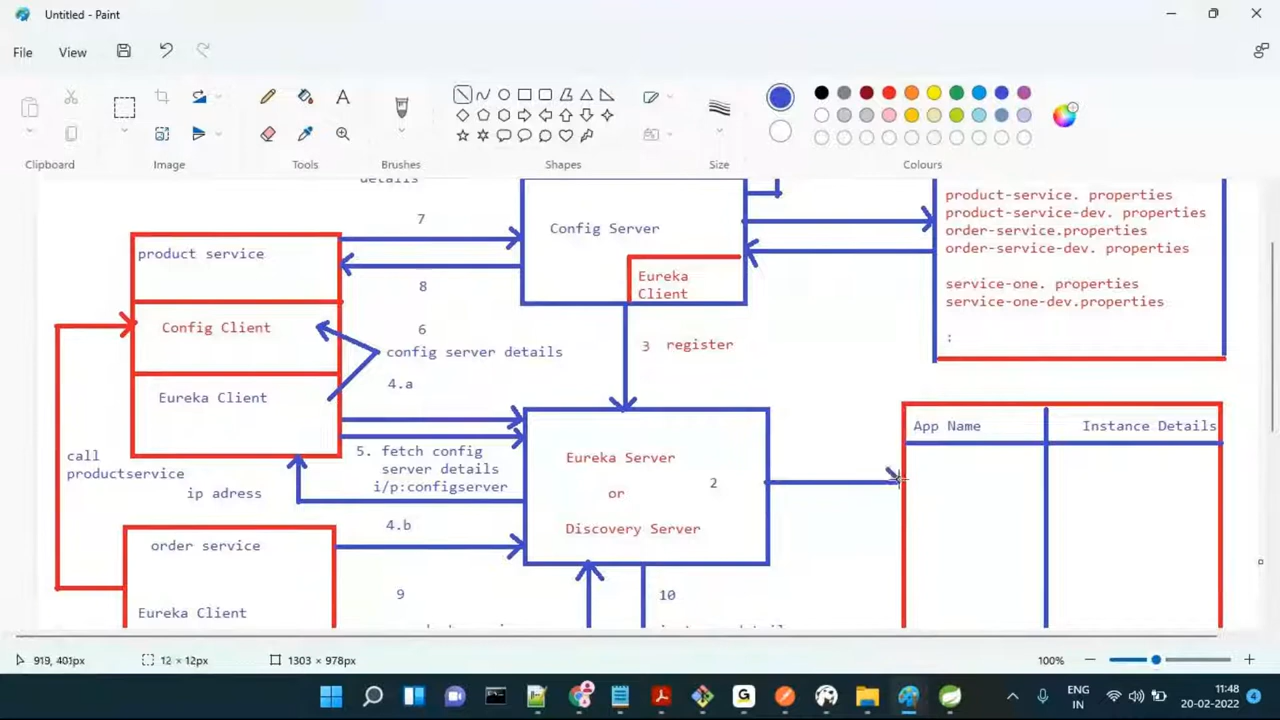 Untitled - Paint
File View
Clipboard
Image
Tools
Brushes
Shapes
Size
Colours
details
7
8
product service
Config Client
Eureka Client
6
config server details
4.a
5. fetch config
server details
i/p:configserver
4.b
9
call
productservice
ip adress
order service
Eureka Client
Config Server
Eureka
Client
3 register
Eureka Server
or
Discovery Server
2
10
product-service. properties
product-service-dev. properties
order-service.properties
order-service-dev. properties
service-one. properties
service-one-dev.properties
:
App Name
Instance Details
919, 401px
12 × 12px
1303 × 978px
100%
ENG
IN
11:48
20-02-2022
4